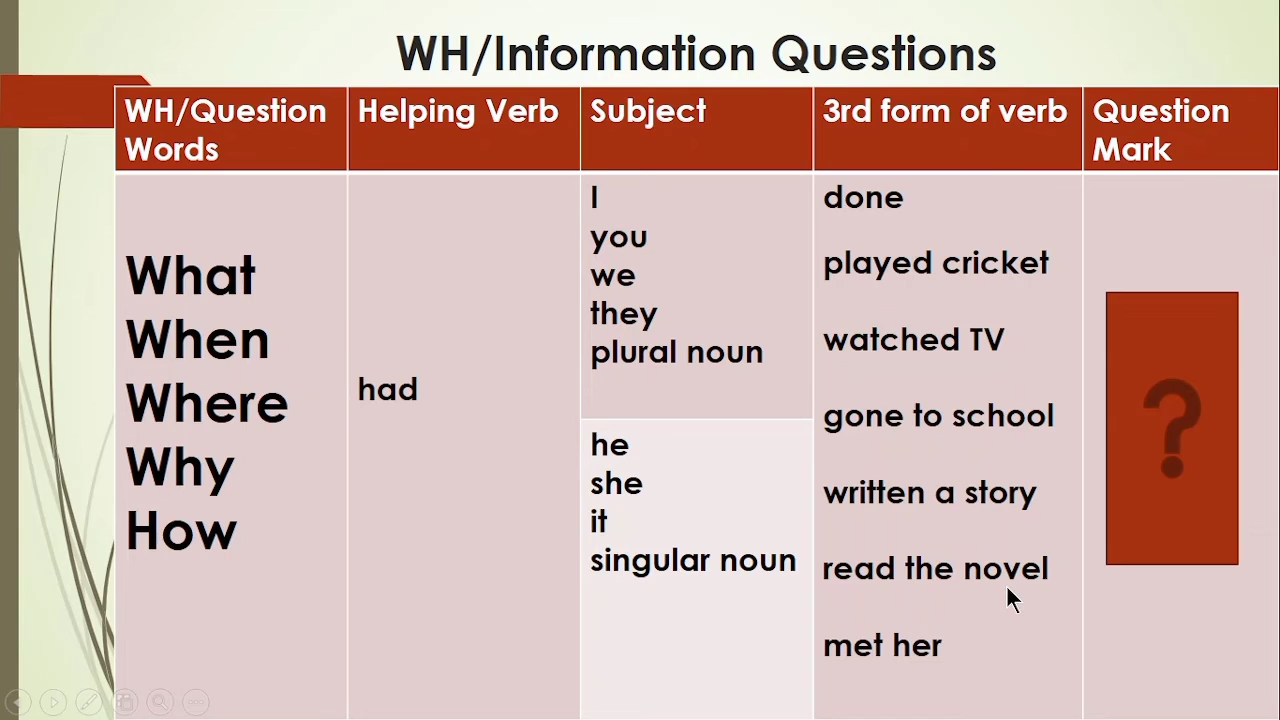 WH/Information Questions
WH/Question
Words
Helping Verb
Subject
3rd form of verb
Question
Mark
What
When
Where
Why
How
had
I
you
we
they
plural noun
he
she
it
singular noun
done
played cricket
watched TV
gone to school
written a story
read the novel
met her
?